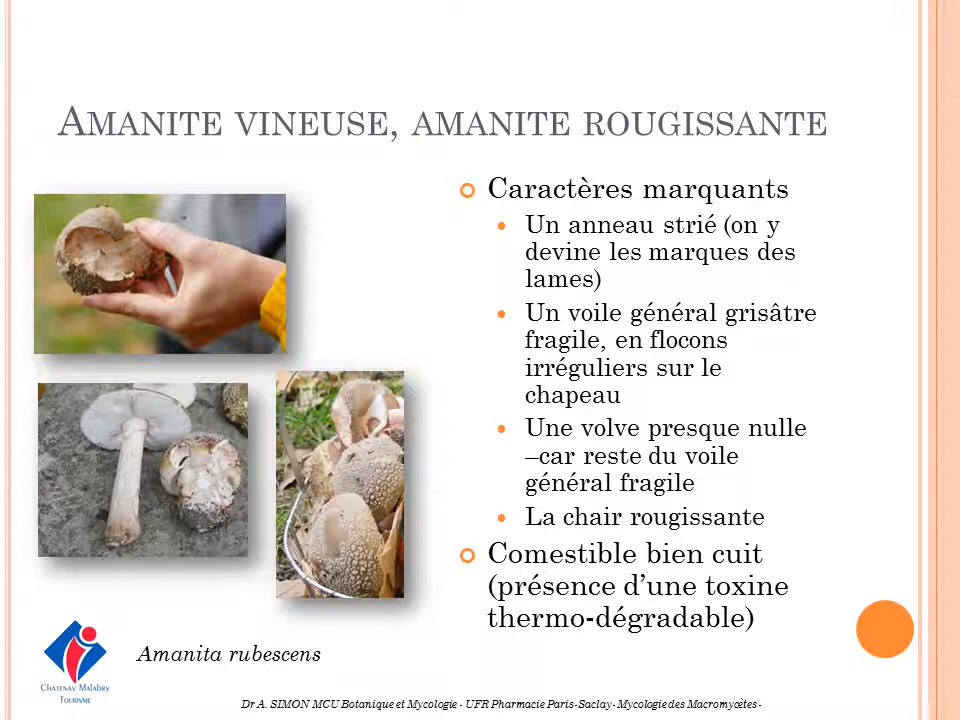 AMANITE VINEUSE, AMANITE ROUGISSANTE
Caractères marquants
Un anneau strié (on y
devine les marques des
lames)
Un voile général grisâtre
fragile, en flocons
irréguliers sur le
chapeau
Une volve presque nulle
–car reste du voile
général fragile
La chair rougissante
Comestible bien cuit
(présence d’une toxine
thermo-dégradable)
Amanita rubescens
CHÂTENAY MALABRY
TOURISME
Dr A. SIMON MCU Botanique et Mycologie - UFR Pharmacie Paris-Saclay- Mycologie des Macromycètes -